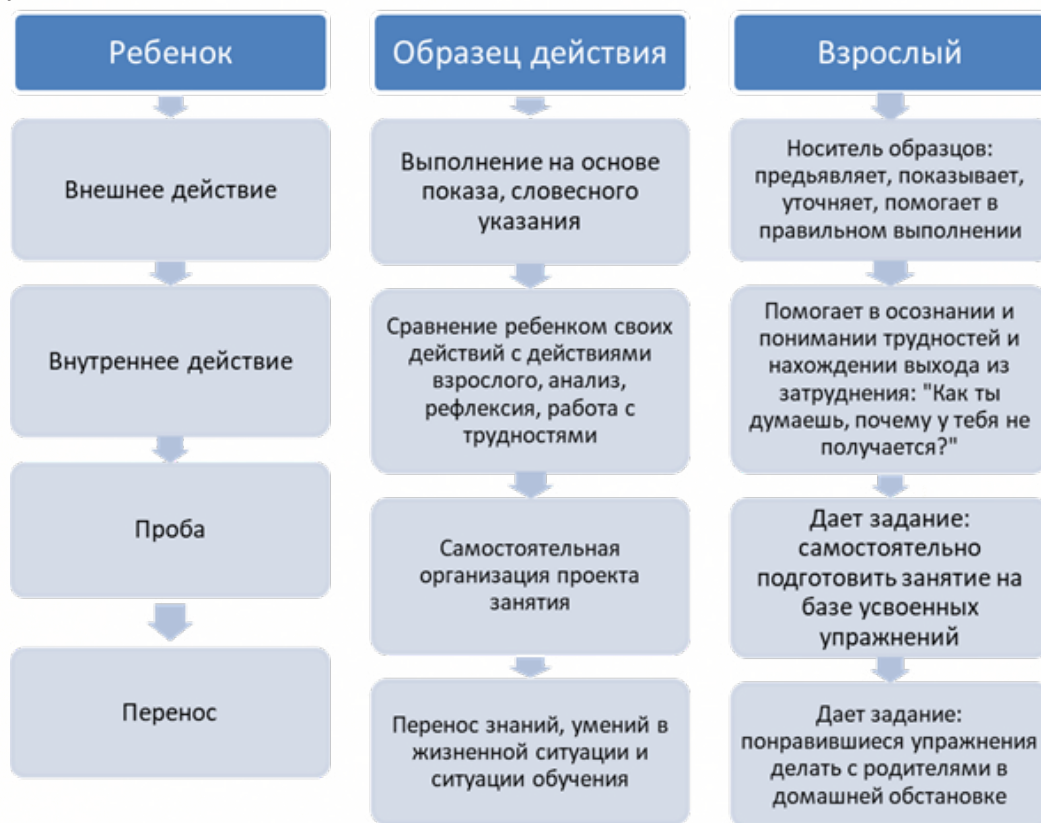 Ребенок
Внешнее действие
Внутреннее действие
Проба
Перенос
Образец действия
Выполнение на основе
показа, словесного
указания
Сравнение ребенком своих
действий с действиями
взрослого, анализ,
рефлексия, работа с
трудностями
Самостоятельная
организация проекта
занятия
Перенос знаний, умений в
жизненной ситуации и
ситуации обучения
Взрослый
Носитель образцов:
предьявляет, показывает,
уточняет, помогает в
правильном выполнении
Помогает в осознании и
понимании трудностей и
нахождении выхода из
затруднения: "Как ты
думаешь, почему у тебя не
получается?"
Дает задание:
самостоятельно
подготовить занятие на
базе усвоенных
упражнений
Дает задание:
понравившиеся упражнения
делать с родителями в
домашней обстановке